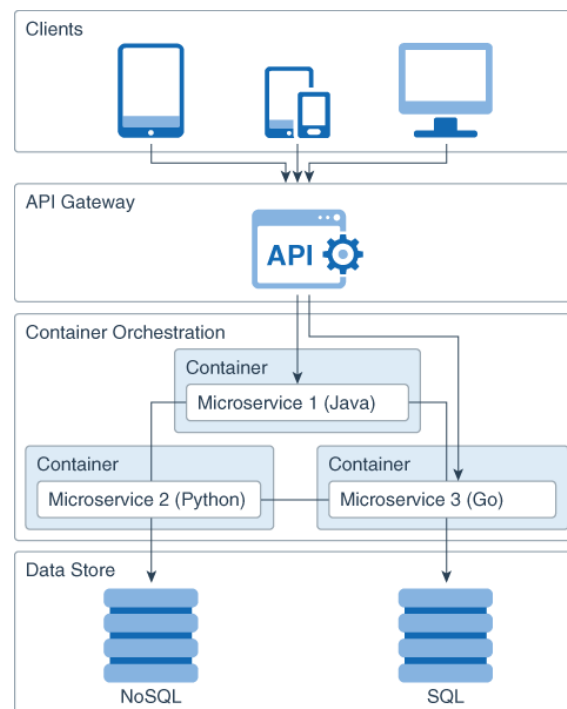 Clients
API Gateway
API
Container Orchestration
Container
Microservice 1 (Java)
Container
Microservice 2 (Python)
Container
Microservice 3 (Go)
Data Store
NoSQL
SQL